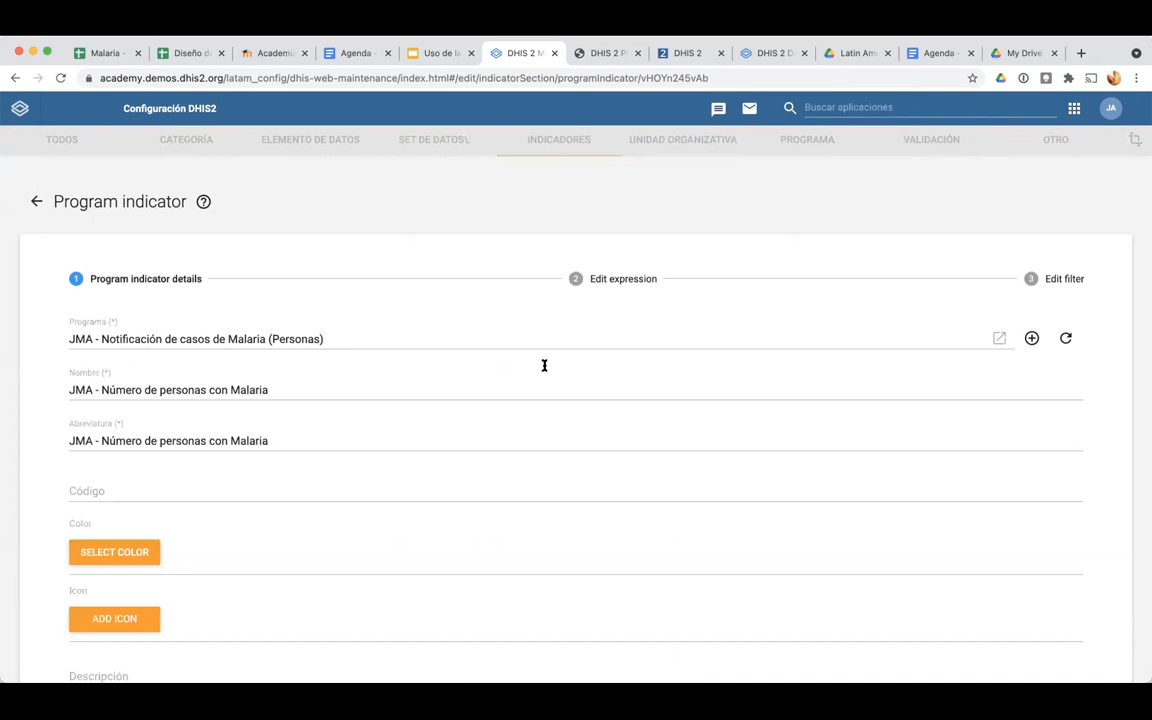 Malaria -
Diseño d
Academi
Agenda -
Uso de la
DHIS 2 M
DHIS 2 P
DHIS 2
DHIS 2 D
Latin Am
Agenda -
My Drive
academy.demos.dhis2.org/latam_config/dhis-web-maintenance/index.html#/edit/indicatorSection/programIndicator/vHOYn245vAb
Configuración DHIS2
Buscar aplicaciones
JA
TODOS
CATEGORÍA
ELEMENTO DE DATOS
SET DE DATOS\
INDICADORES
UNIDAD ORGANIZATIVA
PROGRAMA
VALIDACIÓN
OTRO
Program indicator
1 Program indicator details
2 Edit expression
3 Edit filter
Programa (*)
JMA - Notificación de casos de Malaria (Personas)
Nombre (*)
JMA - Número de personas con Malaria
Abreviatura (*)
JMA - Número de personas con Malaria
Código
Color
SELECT COLOR
Icon
ADD ICON
Descripción